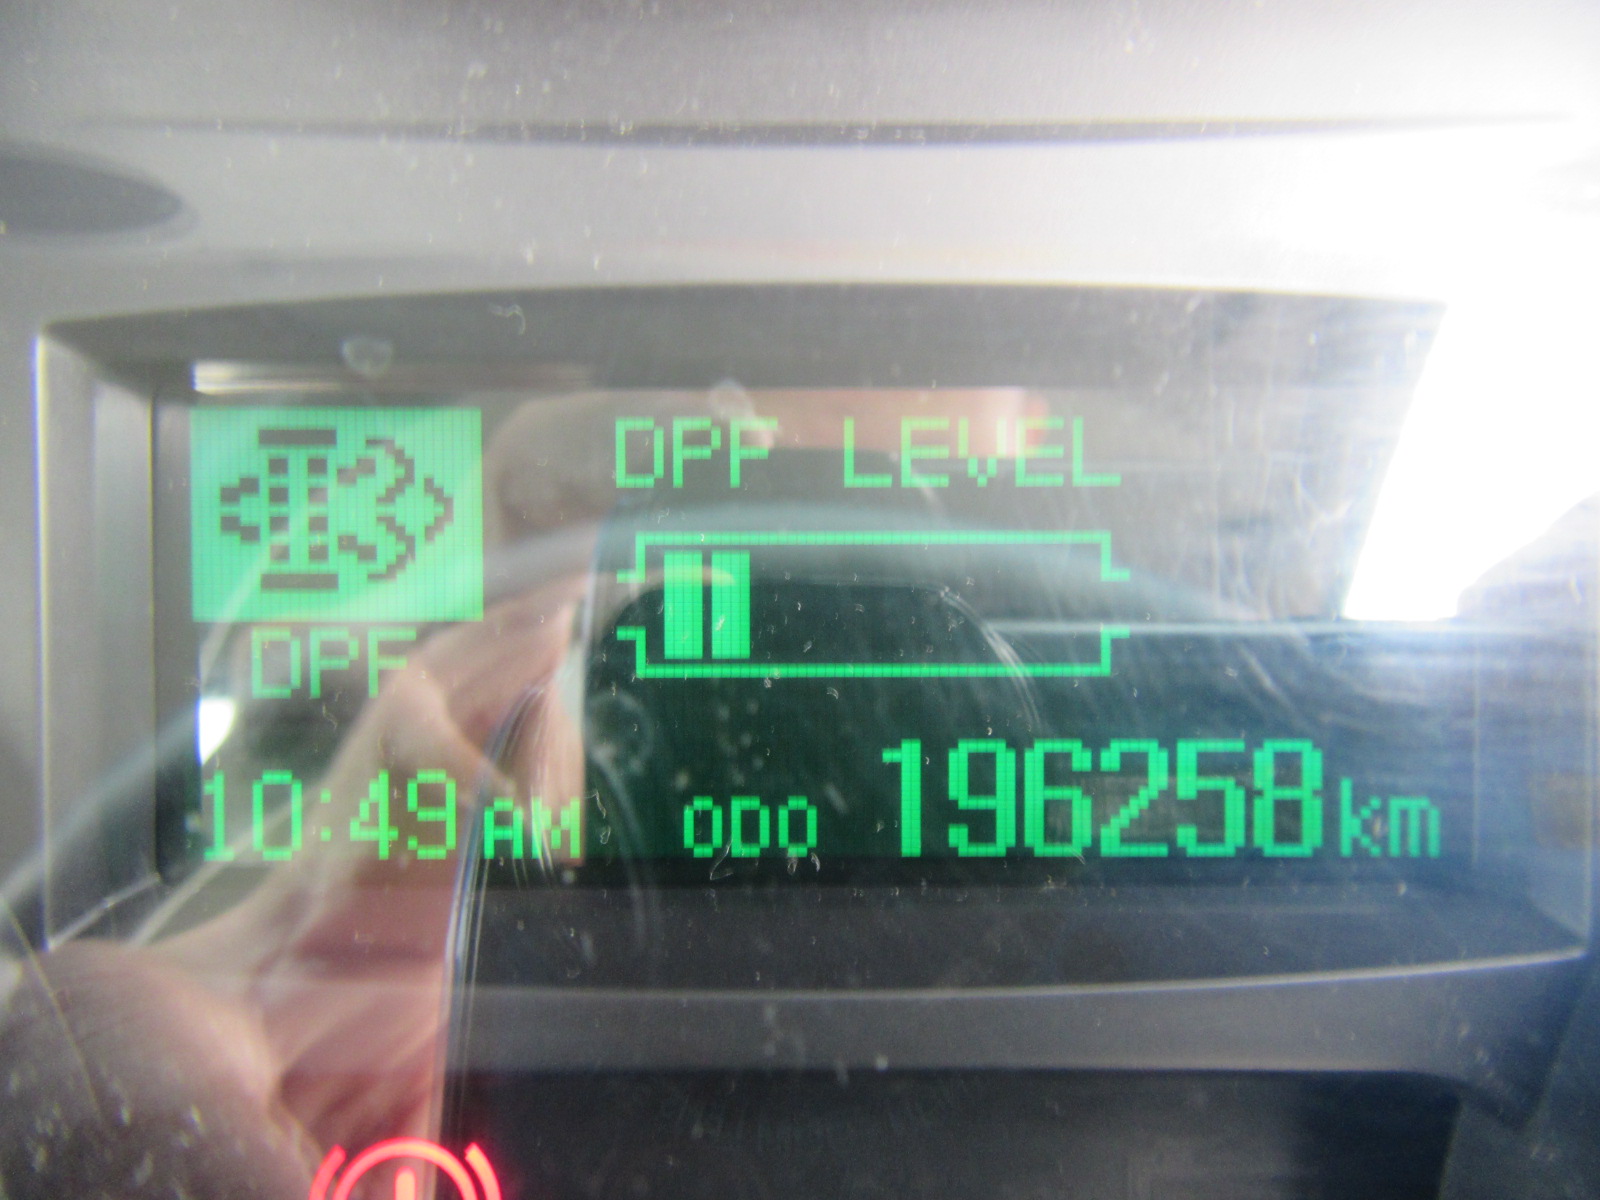 DPF LEVEL
DPF
10:49 AM ODO 196258 km